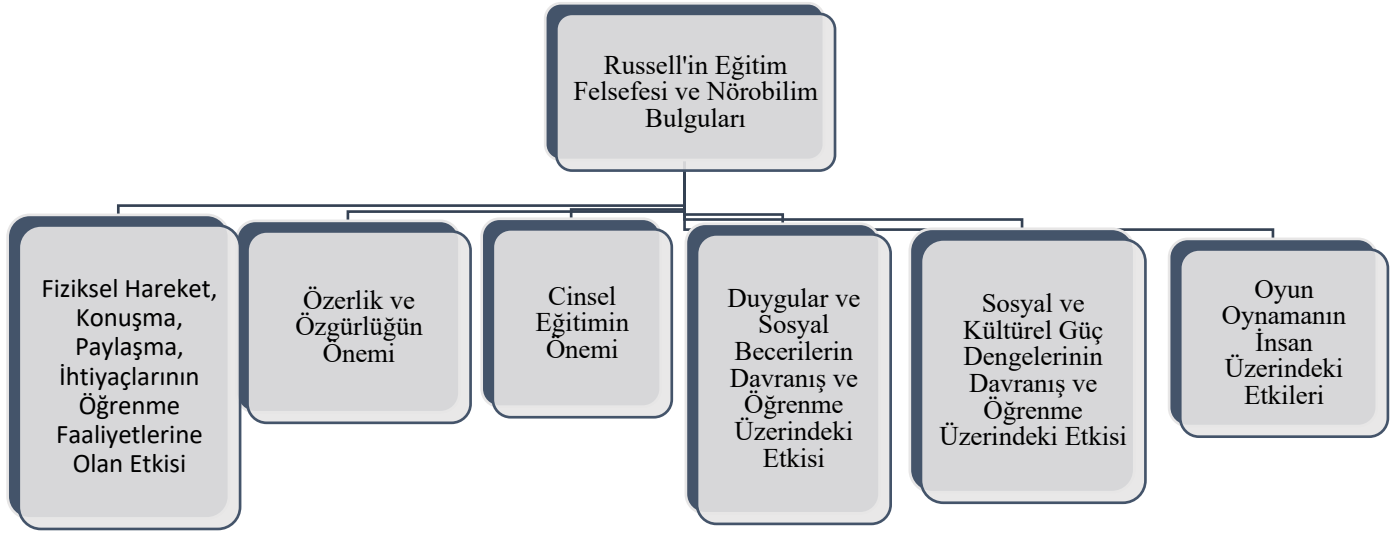 Russell'in Eğitim
Felsefesi ve Nörobilim
Bulguları
Fiziksel Hareket,
Konuşma,
Paylaşma,
İhtiyaçlarının
Öğrenme
Faaliyetlerine
Olan Etkisi
Özerlik ve
Özgürlüğün
Önemi
Cinsel
Eğitimin
Önemi
Duygular ve
Sosyal
Becerilerin
Davranış ve
Öğrenme
Üzerindeki
Etkisi
Sosyal ve
Kültürel Güç
Dengelerinin
Davranış ve
Öğrenme
Üzerindeki Etkisi
Oyun
Oynamanın
İnsan
Üzerindeki
Etkileri